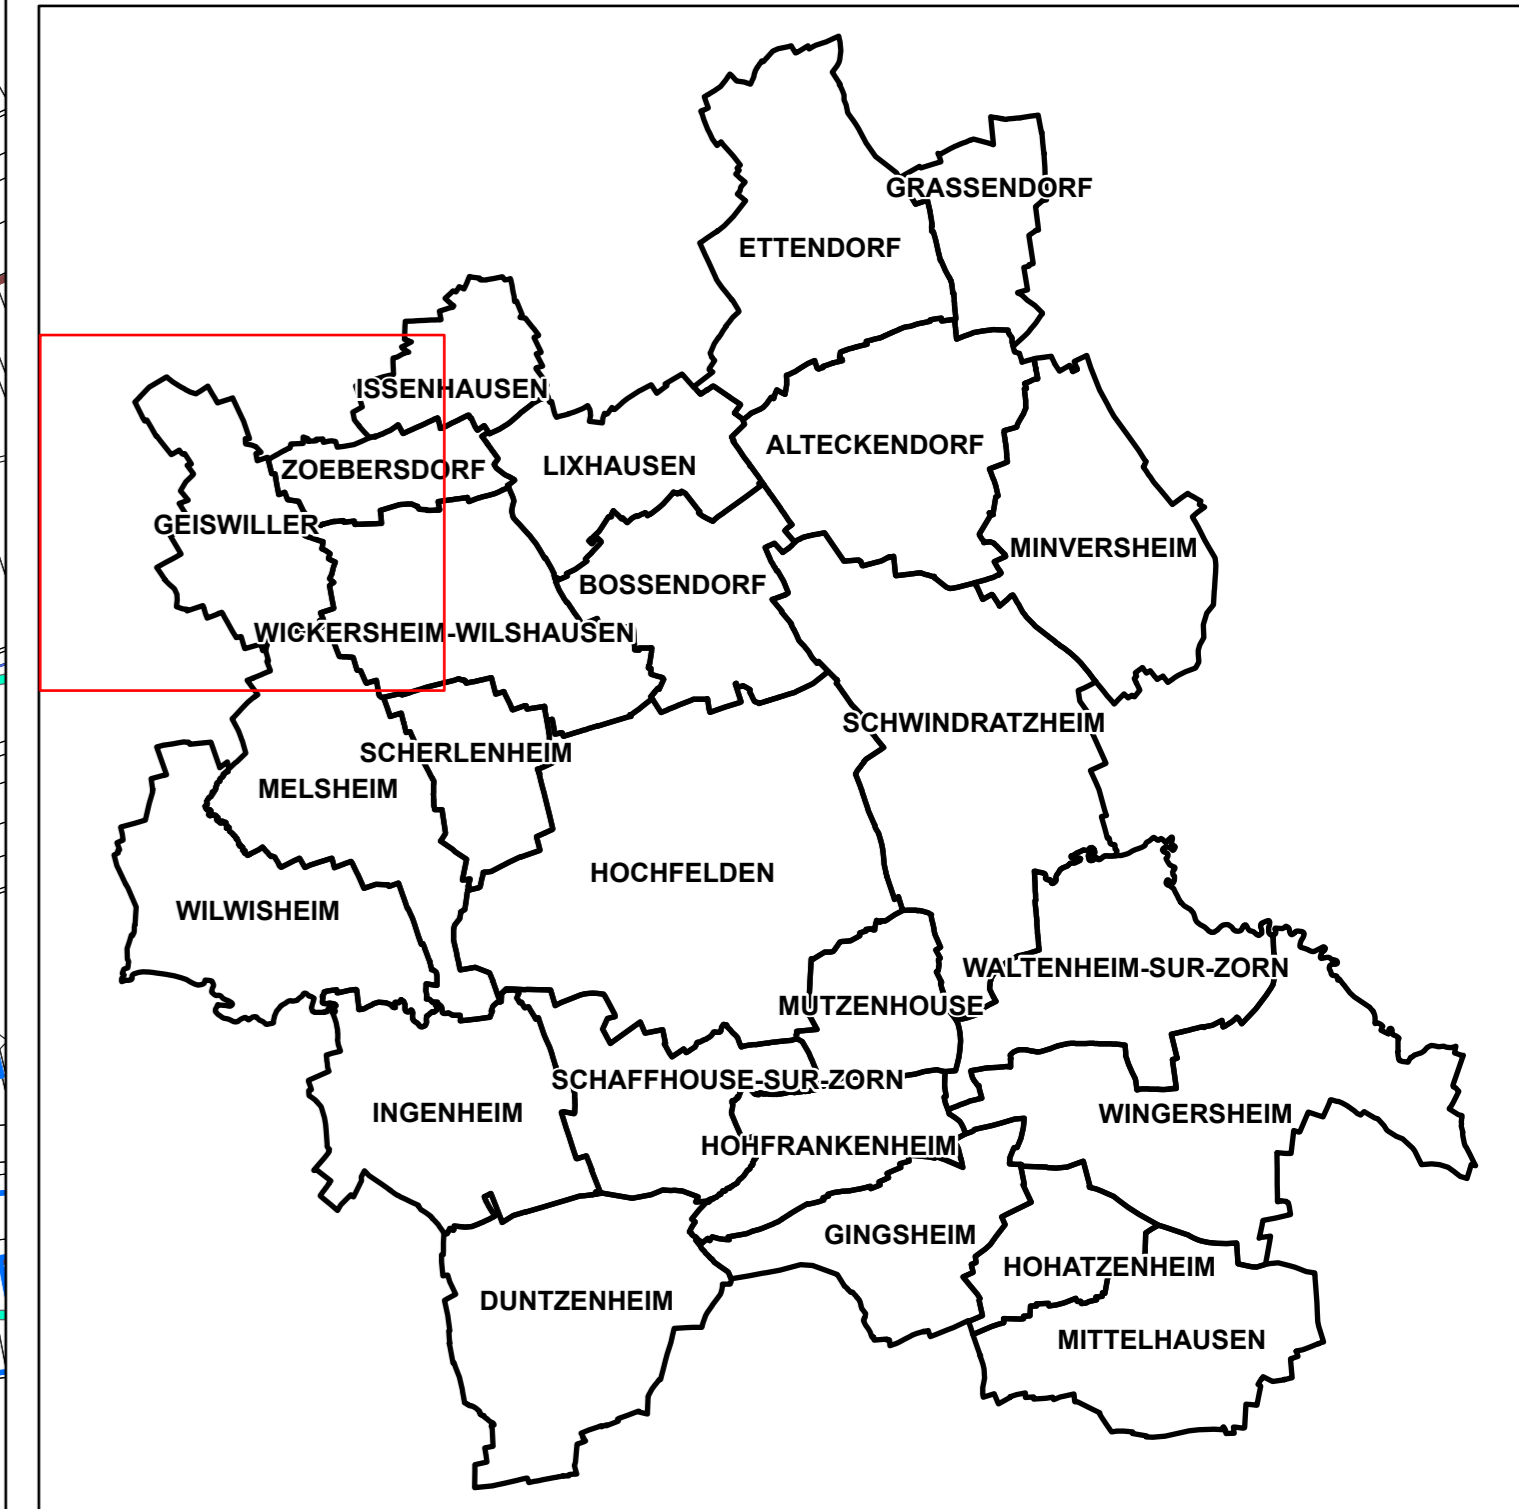 GRASSENDORF
ETTENDORF
ISSENHAUSEN
ALTECKENDORF
LIXHAUSEN
ZOEBERSDORF
GEISWILLER
MINVERSHEIM
BOSSENDORF
WICKERSHEIM-WILSHAUSEN
SCHWINDRATZHEIM
SCHERLENHEIM
MELSHEIM
HOCHFELDEN
WILWISHEIM
WALTENHEIM-SUR-ZORN
MUTZENHOUSE
SCHAFFHOUSE-SUR-ZORN
INGENHEIM
WINGERSHEIM
HOHFRANKENHEIM
GINGSHEIM
HOHATZENHEIM
DUNTZENHEIM
MITTELHAUSEN